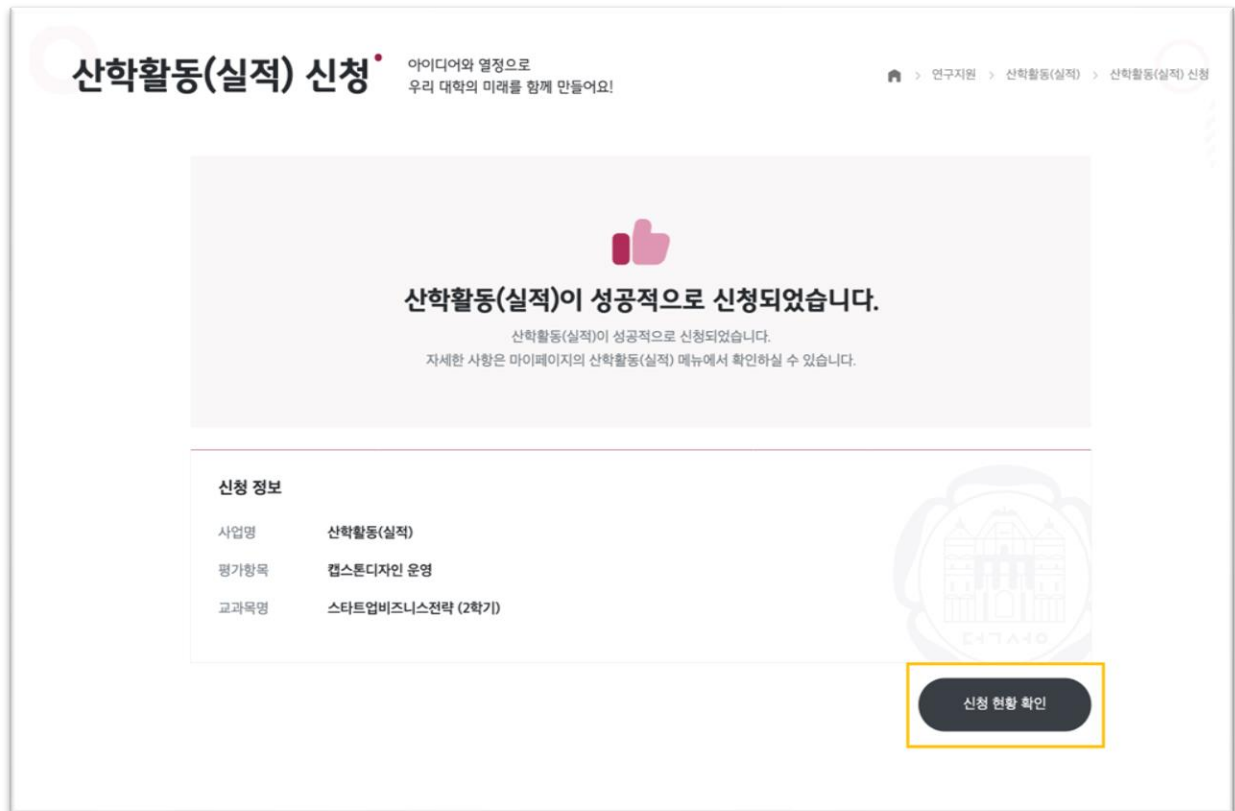 산학활동(실적) 신청
아이디어와 열정으로
우리 대학의 미래를 함께 만들어요!
> 연구지원 > 산학활동(실적) > 산학활동(실적) 신청
산학활동(실적)이 성공적으로 신청되었습니다.
산학활동(실적)이 성공적으로 신청되었습니다.
자세한 사항은 마이페이지의 산학활동(실적) 메뉴에서 확인하실 수 있습니다.
신청 정보
사업명 산학활동(실적)
평가항목 캡스톤디자인 운영
교과목명 스타트업비즈니스전략 (2학기)
신청 현황 확인